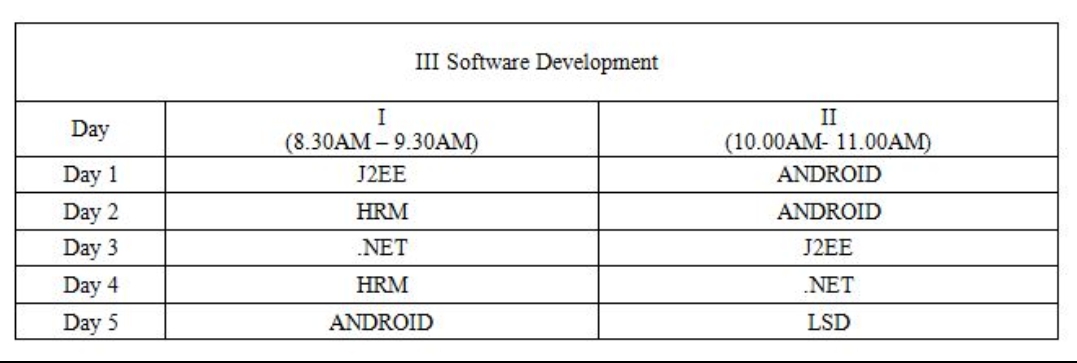 III Software Development
Day I II
(8.30AM – 9.30AM) (10.00AM- 11.00AM)
Day 1 J2EE ANDROID
Day 2 HRM ANDROID
Day 3 .NET J2EE
Day 4 HRM .NET
Day 5 ANDROID LSD